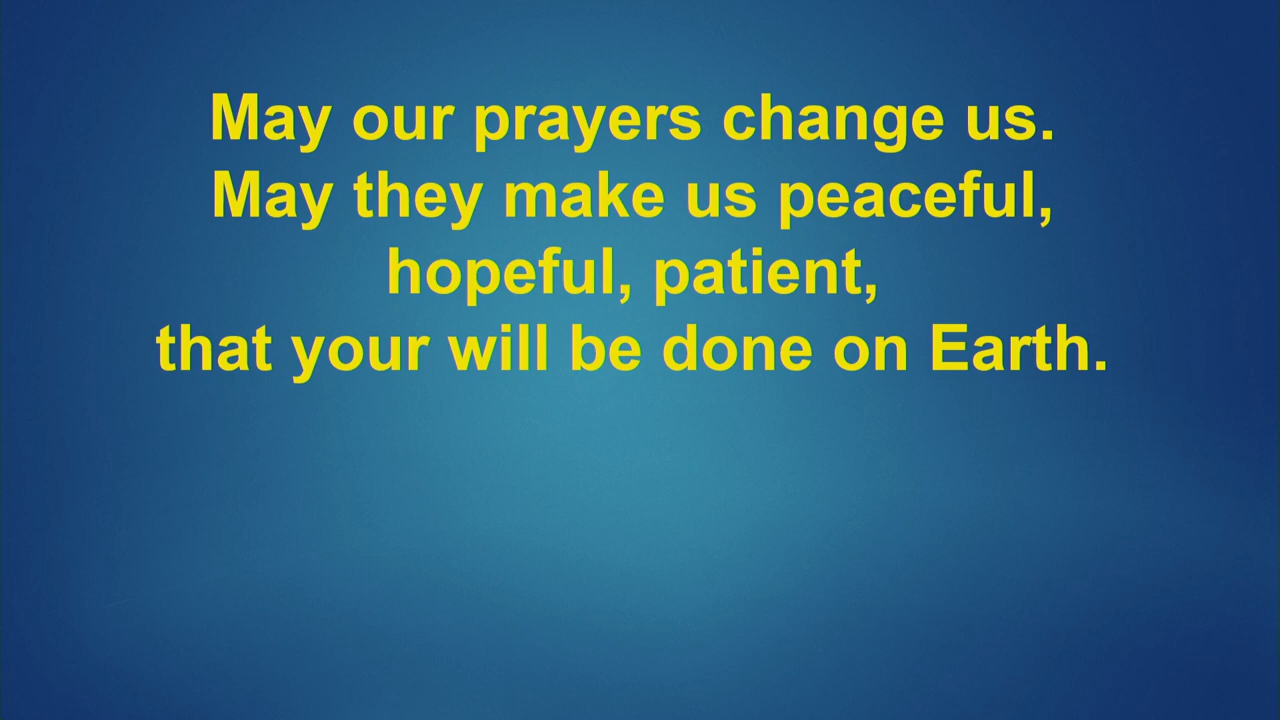 May our prayers change us.
May they make us peaceful,
hopeful, patient,
that your will be done on Earth.